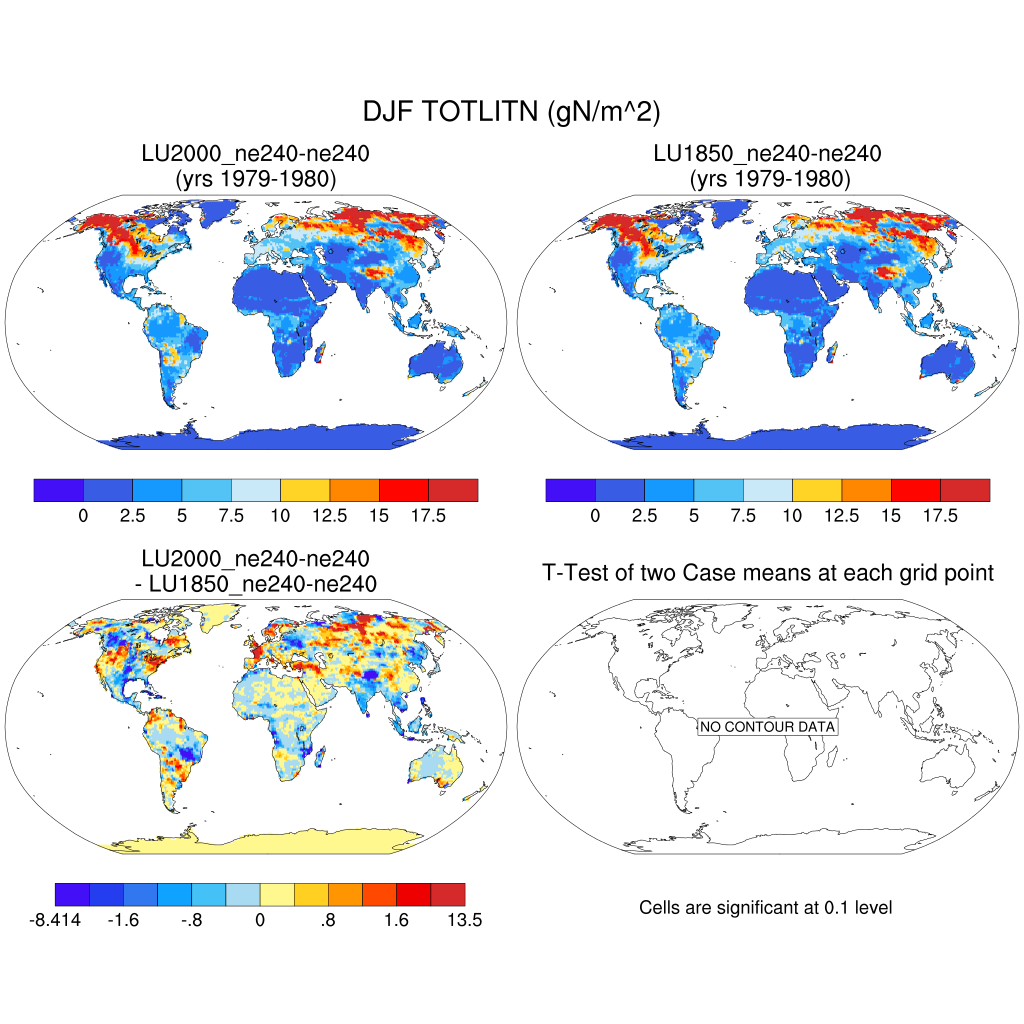 DJF TOTLITN (gN/m^2)
LU2000_ne240-ne240
(yrs 1979-1980)
LU1850_ne240-ne240
(yrs 1979-1980)
0 2.5 5 7.5 10 12.5 15 17.5
0 2.5 5 7.5 10 12.5 15 17.5
LU2000_ne240-ne240
- LU1850_ne240-ne240
T-Test of two Case means at each grid point
NO CONTOUR DATA
-8.414 -1.6 -.8 0 .8 1.6 13.5
Cells are significant at 0.1 level